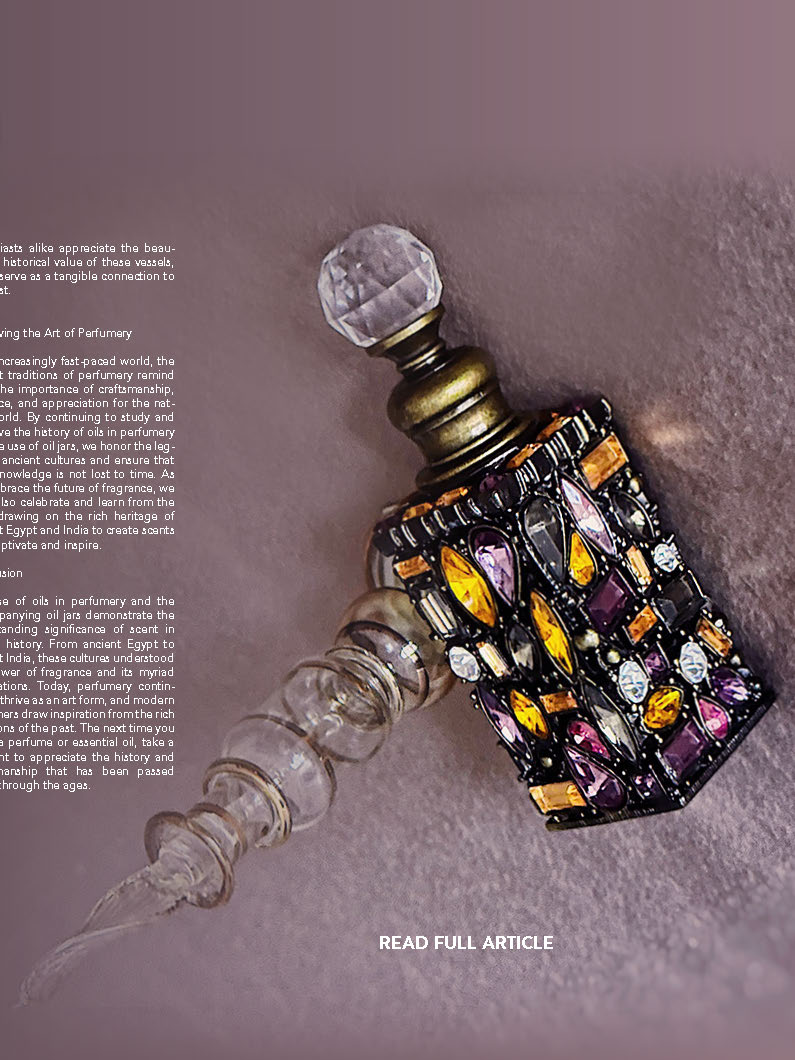 iasts alike appreciate the beau-
historical value of these vessels,
serve as a tangible connection to
st.
ving the Art of Perfumery
ncreasingly fast-paced world, the
t traditions of perfumery remind
he importance of craftsmanship,
ce, and appreciation for the nat-
orld. By continuing to study and
ve the history of oils in perfumery
e use of oil jars, we honor the leg-
ancient cultures and ensure that
nowledge is not lost to time. As
brace the future of fragrance, we
lso celebrate and learn from the
drawing on the rich heritage of
t Egypt and India to create scents
ptivate and inspire.
usion
se of oils in perfumery and the
panying oil jars demonstrate the
tanding significance of scent in
history. From ancient Egypt to
t India, these cultures understood
wer of fragrance and its myriad
ations. Today, perfumery contin-
thrive as an art form, and modern
mers draw inspiration from the rich
ons of the past. The next time you
a perfume or essential oil, take a
nt to appreciate the history and
manship that has been passed
through the ages.
READ FULL ARTICLE